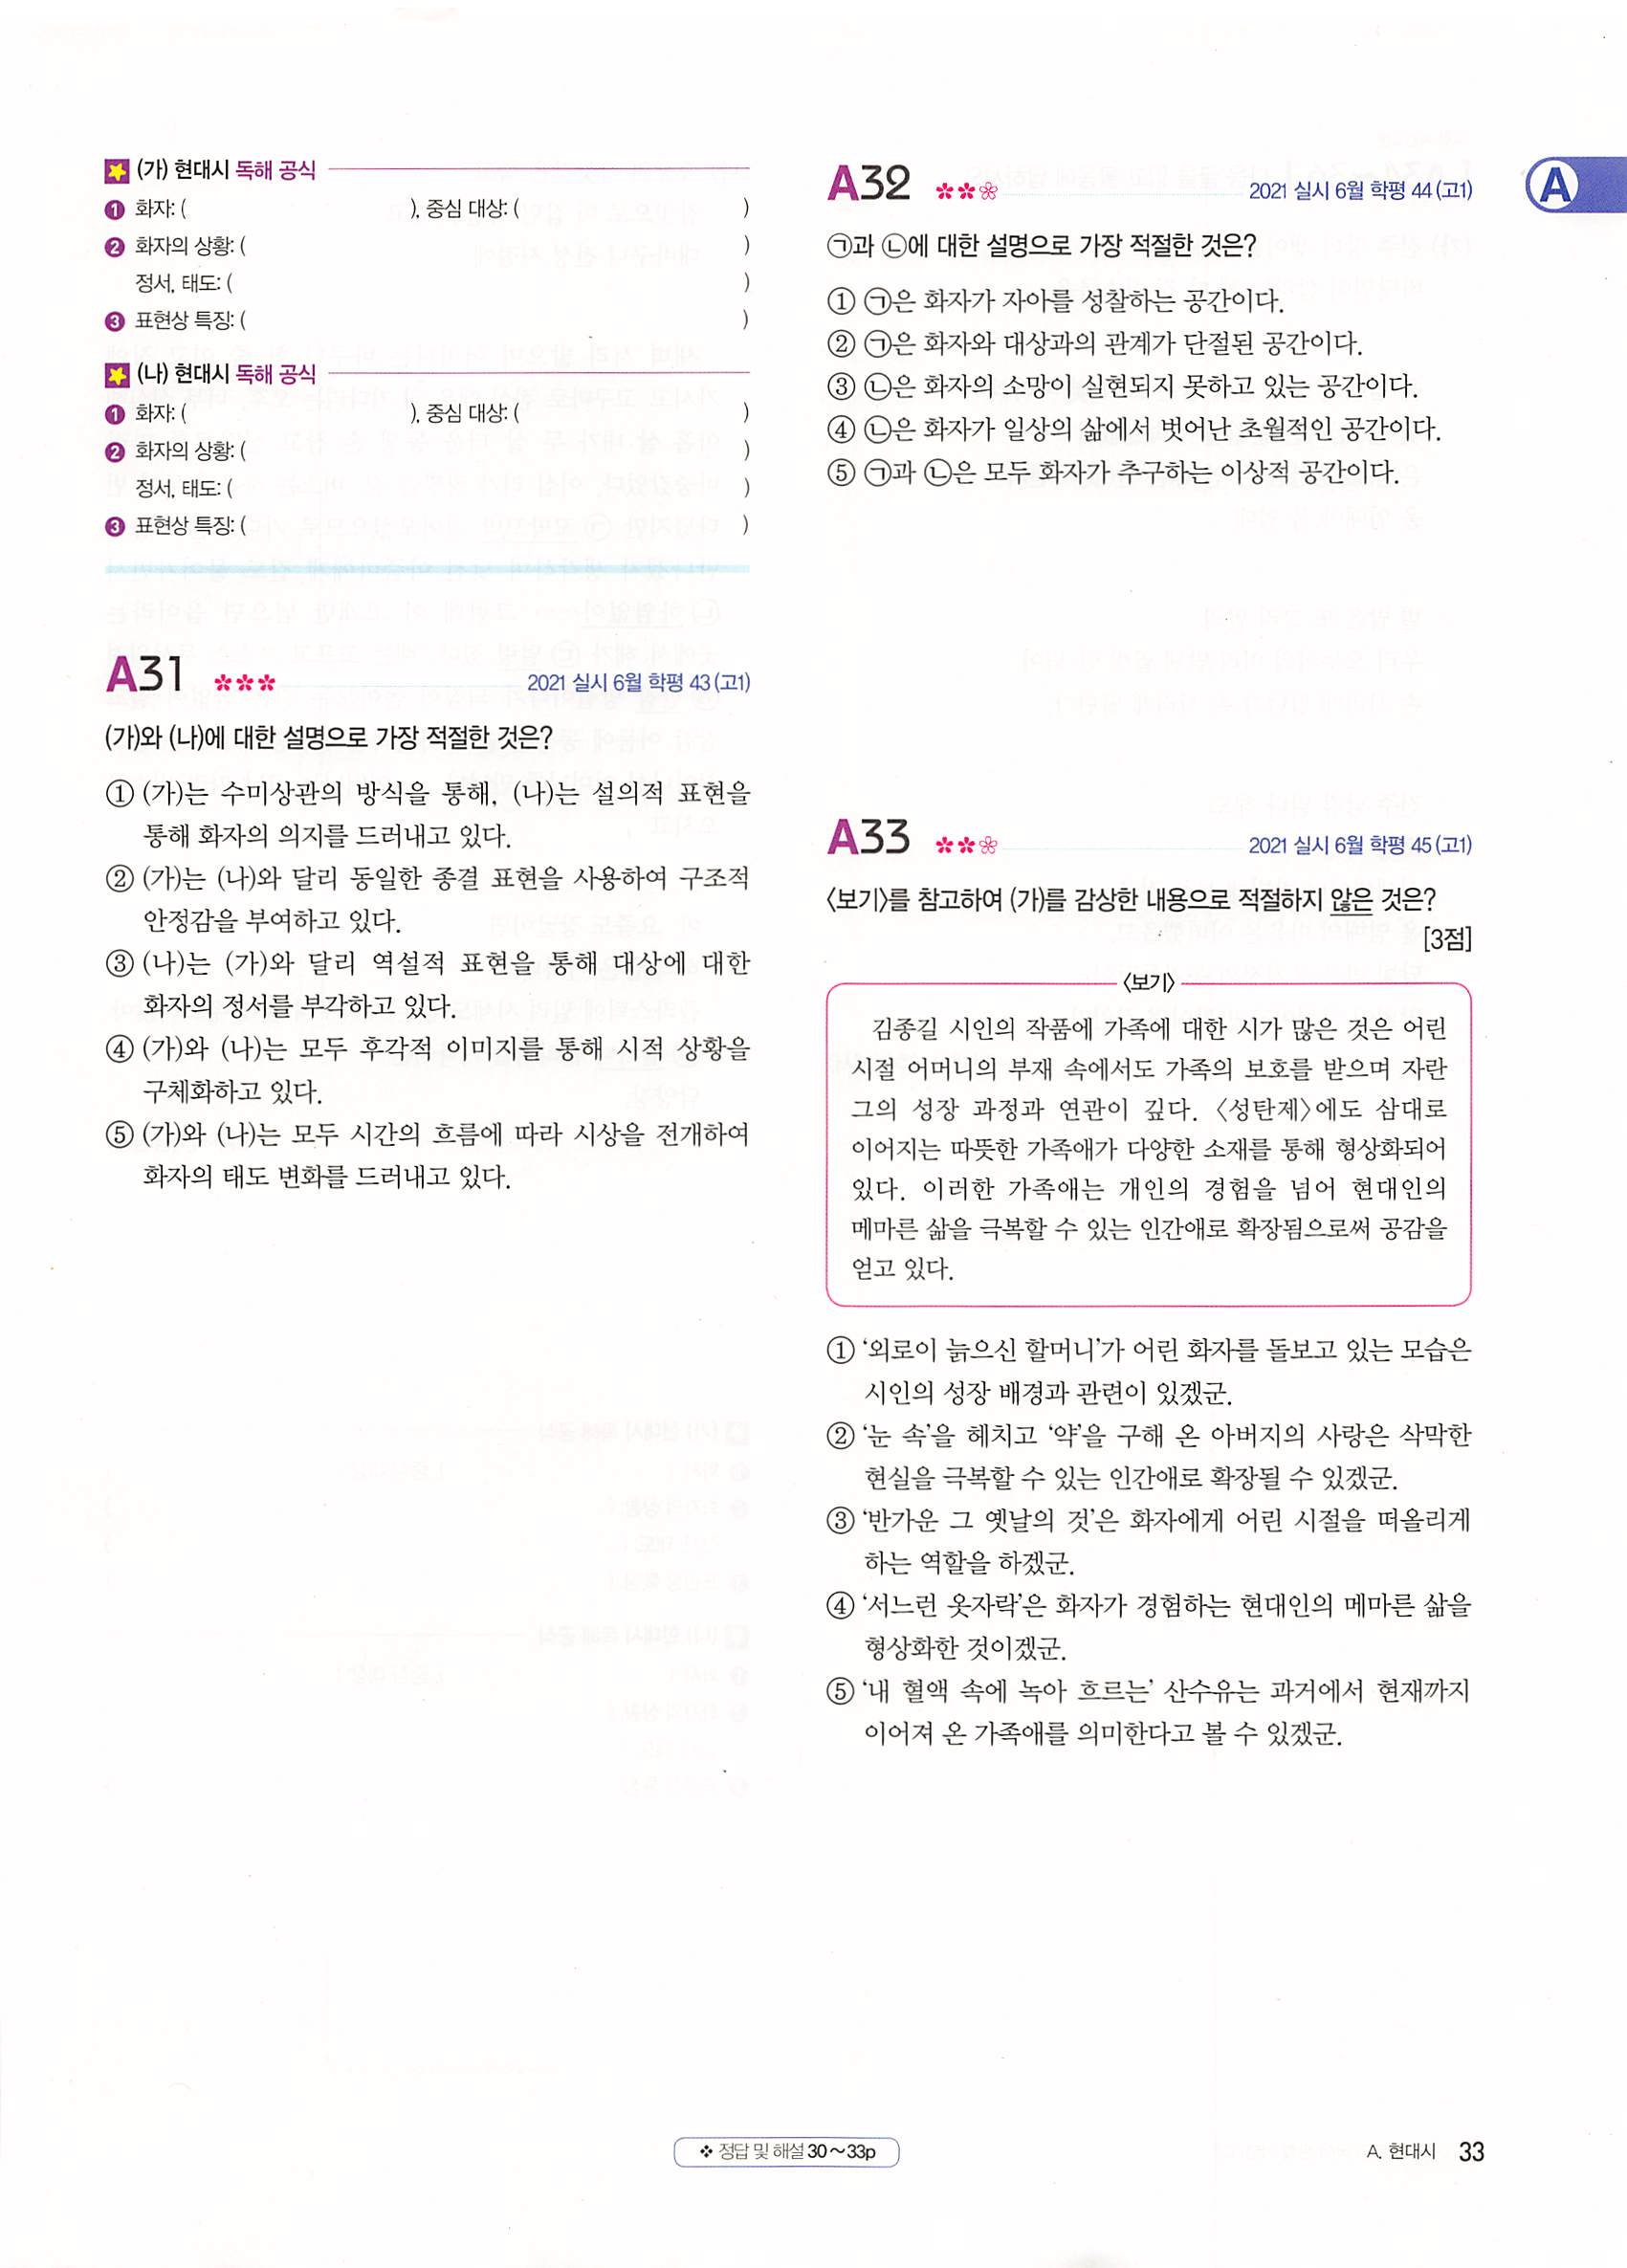 (가) 현대시 독해 공식
❶ 화자: ( ), 중심 대상: ( )
❷ 화자의 상황: ( )
정서, 태도: ( )
❸ 표현상 특징: ( )
(나) 현대시 독해 공식
❶ 화자: ( ), 중심 대상: ( )
❷ 화자의 상황: ( )
정서, 태도: ( )
❸ 표현상 특징: ( )
A31 2021 실시 6월 학평 43(고1)
(가)와 (나)에 대한 설명으로 가장 적절한 것은?
① (가)는 수미상관의 방식을 통해, (나)는 설의적 표현을
통해 화자의 의지를 드러내고 있다.
② (가)는 (나)와 달리 동일한 종결 표현을 사용하여 구조적
안정감을 부여하고 있다.
③ (나)는 (가)와 달리 역설적 표현을 통해 대상에 대한
화자의 정서를 부각하고 있다.
④ (가)와 (나)는 모두 후각적 이미지를 통해 시적 상황을
구체화하고 있다.
⑤ (가)와 (나)는 모두 시간의 흐름에 따라 시상을 전개하여
화자의 태도 변화를 드러내고 있다.
A32 2021 실시 6월 학평 44(고1)
㉠과 ㉡에 대한 설명으로 가장 적절한 것은?
① ㉠은 화자가 자아를 성찰하는 공간이다.
② ㉠은 화자와 대상과의 관계가 단절된 공간이다.
③ ㉡은 화자의 소망이 실현되지 못하고 있는 공간이다.
④ ㉡은 화자가 일상의 삶에서 벗어난 초월적인 공간이다.
⑤ ㉠과 ㉡은 모두 화자가 추구하는 이상적 공간이다.
A33 2021 실시 6월 학평 45(고1)
〈보기〉를 참고하여 (가)를 감상한 내용으로 적절하지 않은 것은?
[3점]
〈보기〉
김종길 시인의 작품에 가족에 대한 시가 많은 것은 어린
시절 어머니의 부재 속에서도 가족의 보호를 받으며 자란
그의 성장 과정과 연관이 깊다. 〈성탄제〉에도 삼대로
이어지는 따뜻한 가족애가 다양한 소재를 통해 형상화되어
있다. 이러한 가족애는 개인의 경험을 넘어 현대인의
메마른 삶을 극복할 수 있는 인간애로 확장됨으로써 공감을
얻고 있다.
① ‘외로이 늙으신 할머니’가 어린 화자를 돌보고 있는 모습은
시인의 성장 배경과 관련이 있겠군.
② ‘눈 속’을 헤치고 ‘약’을 구해 온 아버지의 사랑은 삭막한
현실을 극복할 수 있는 인간애로 확장될 수 있겠군.
③ ‘반가운 그 옛날의 것’은 화자에게 어린 시절을 떠올리게
하는 역할을 하겠군.
④ ‘서느런 옷자락’은 화자가 경험하는 현대인의 메마른 삶을
형상화한 것이겠군.
⑤ ‘내 혈액 속에 녹아 흐르는’ 산수유는 과거에서 현재까지
이어져 온 가족애를 의미한다고 볼 수 있겠군.
A
❖ 정답 및 해설 30～33p
A. 현대시 33